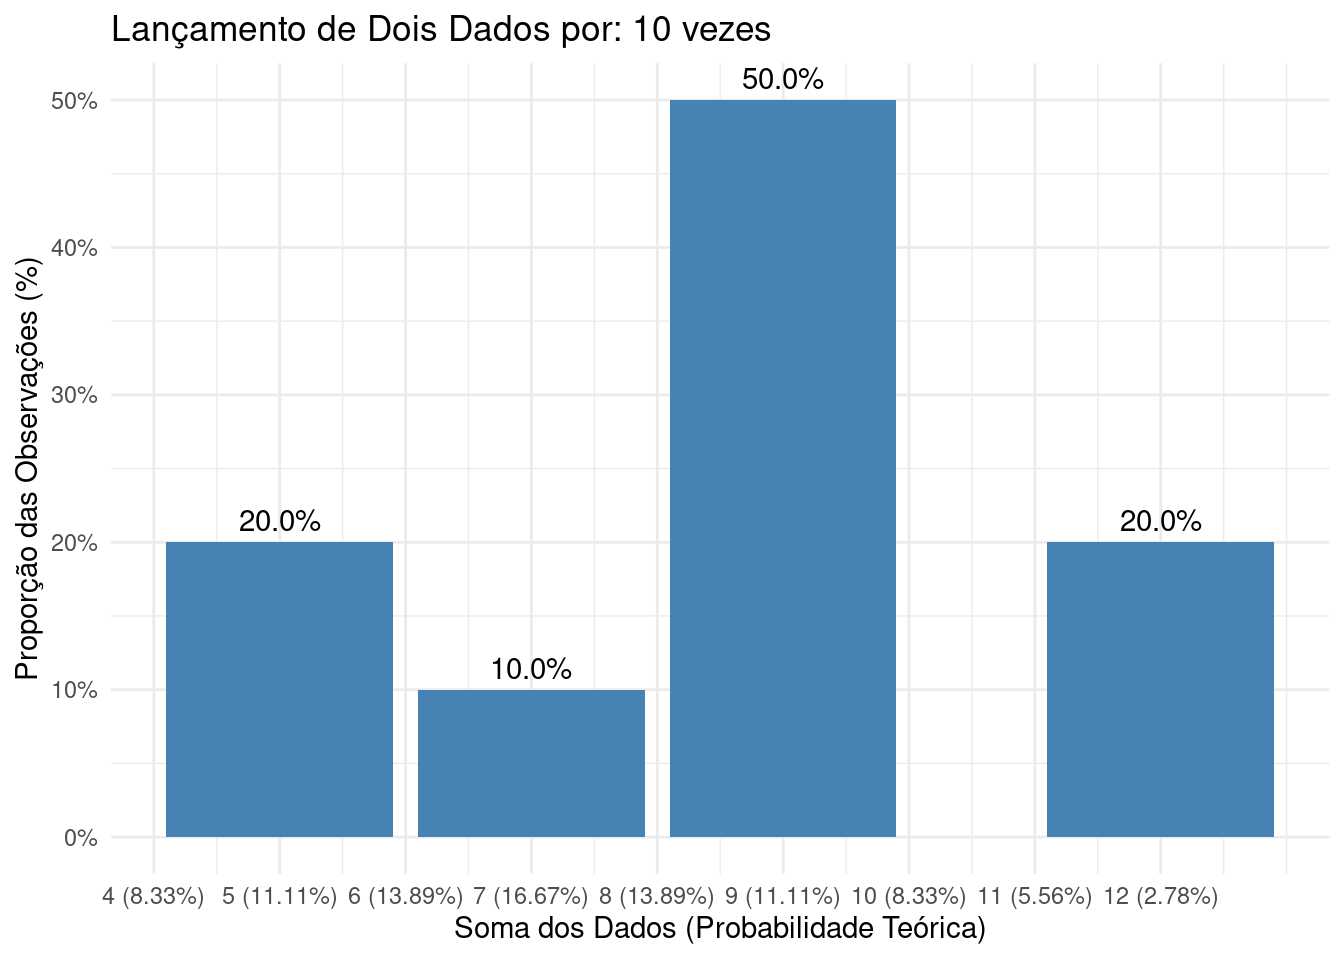 Lançamento de Dois Dados por: 10 vezes
50.0%
50%
40%
30%
20.0%
20.0%
20%
10.0%
10%
0%
Proporção das Observações (%)
4 (8.33%) 5 (11.11%) 6 (13.89%) 7 (16.67%) 8 (13.89%) 9 (11.11%) 10 (8.33%) 11 (5.56%) 12 (2.78%)
Soma dos Dados (Probabilidade Teórica)